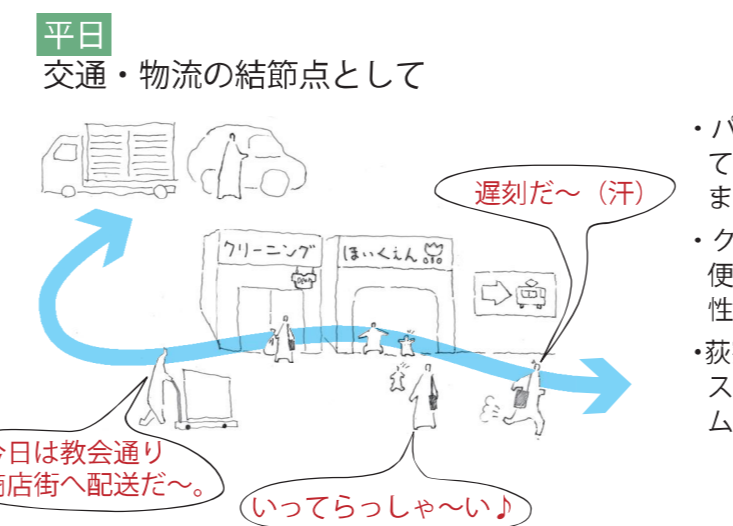 平日
交通・物流の結節点として
遅刻だ〜（汗）
クリーニング
ほいくえん
今日は教会通り
商店街へ配送だ〜。
いってらっしゃ〜い♪
・パ
て
ま
・ク
便
性
・荻
ス
ム